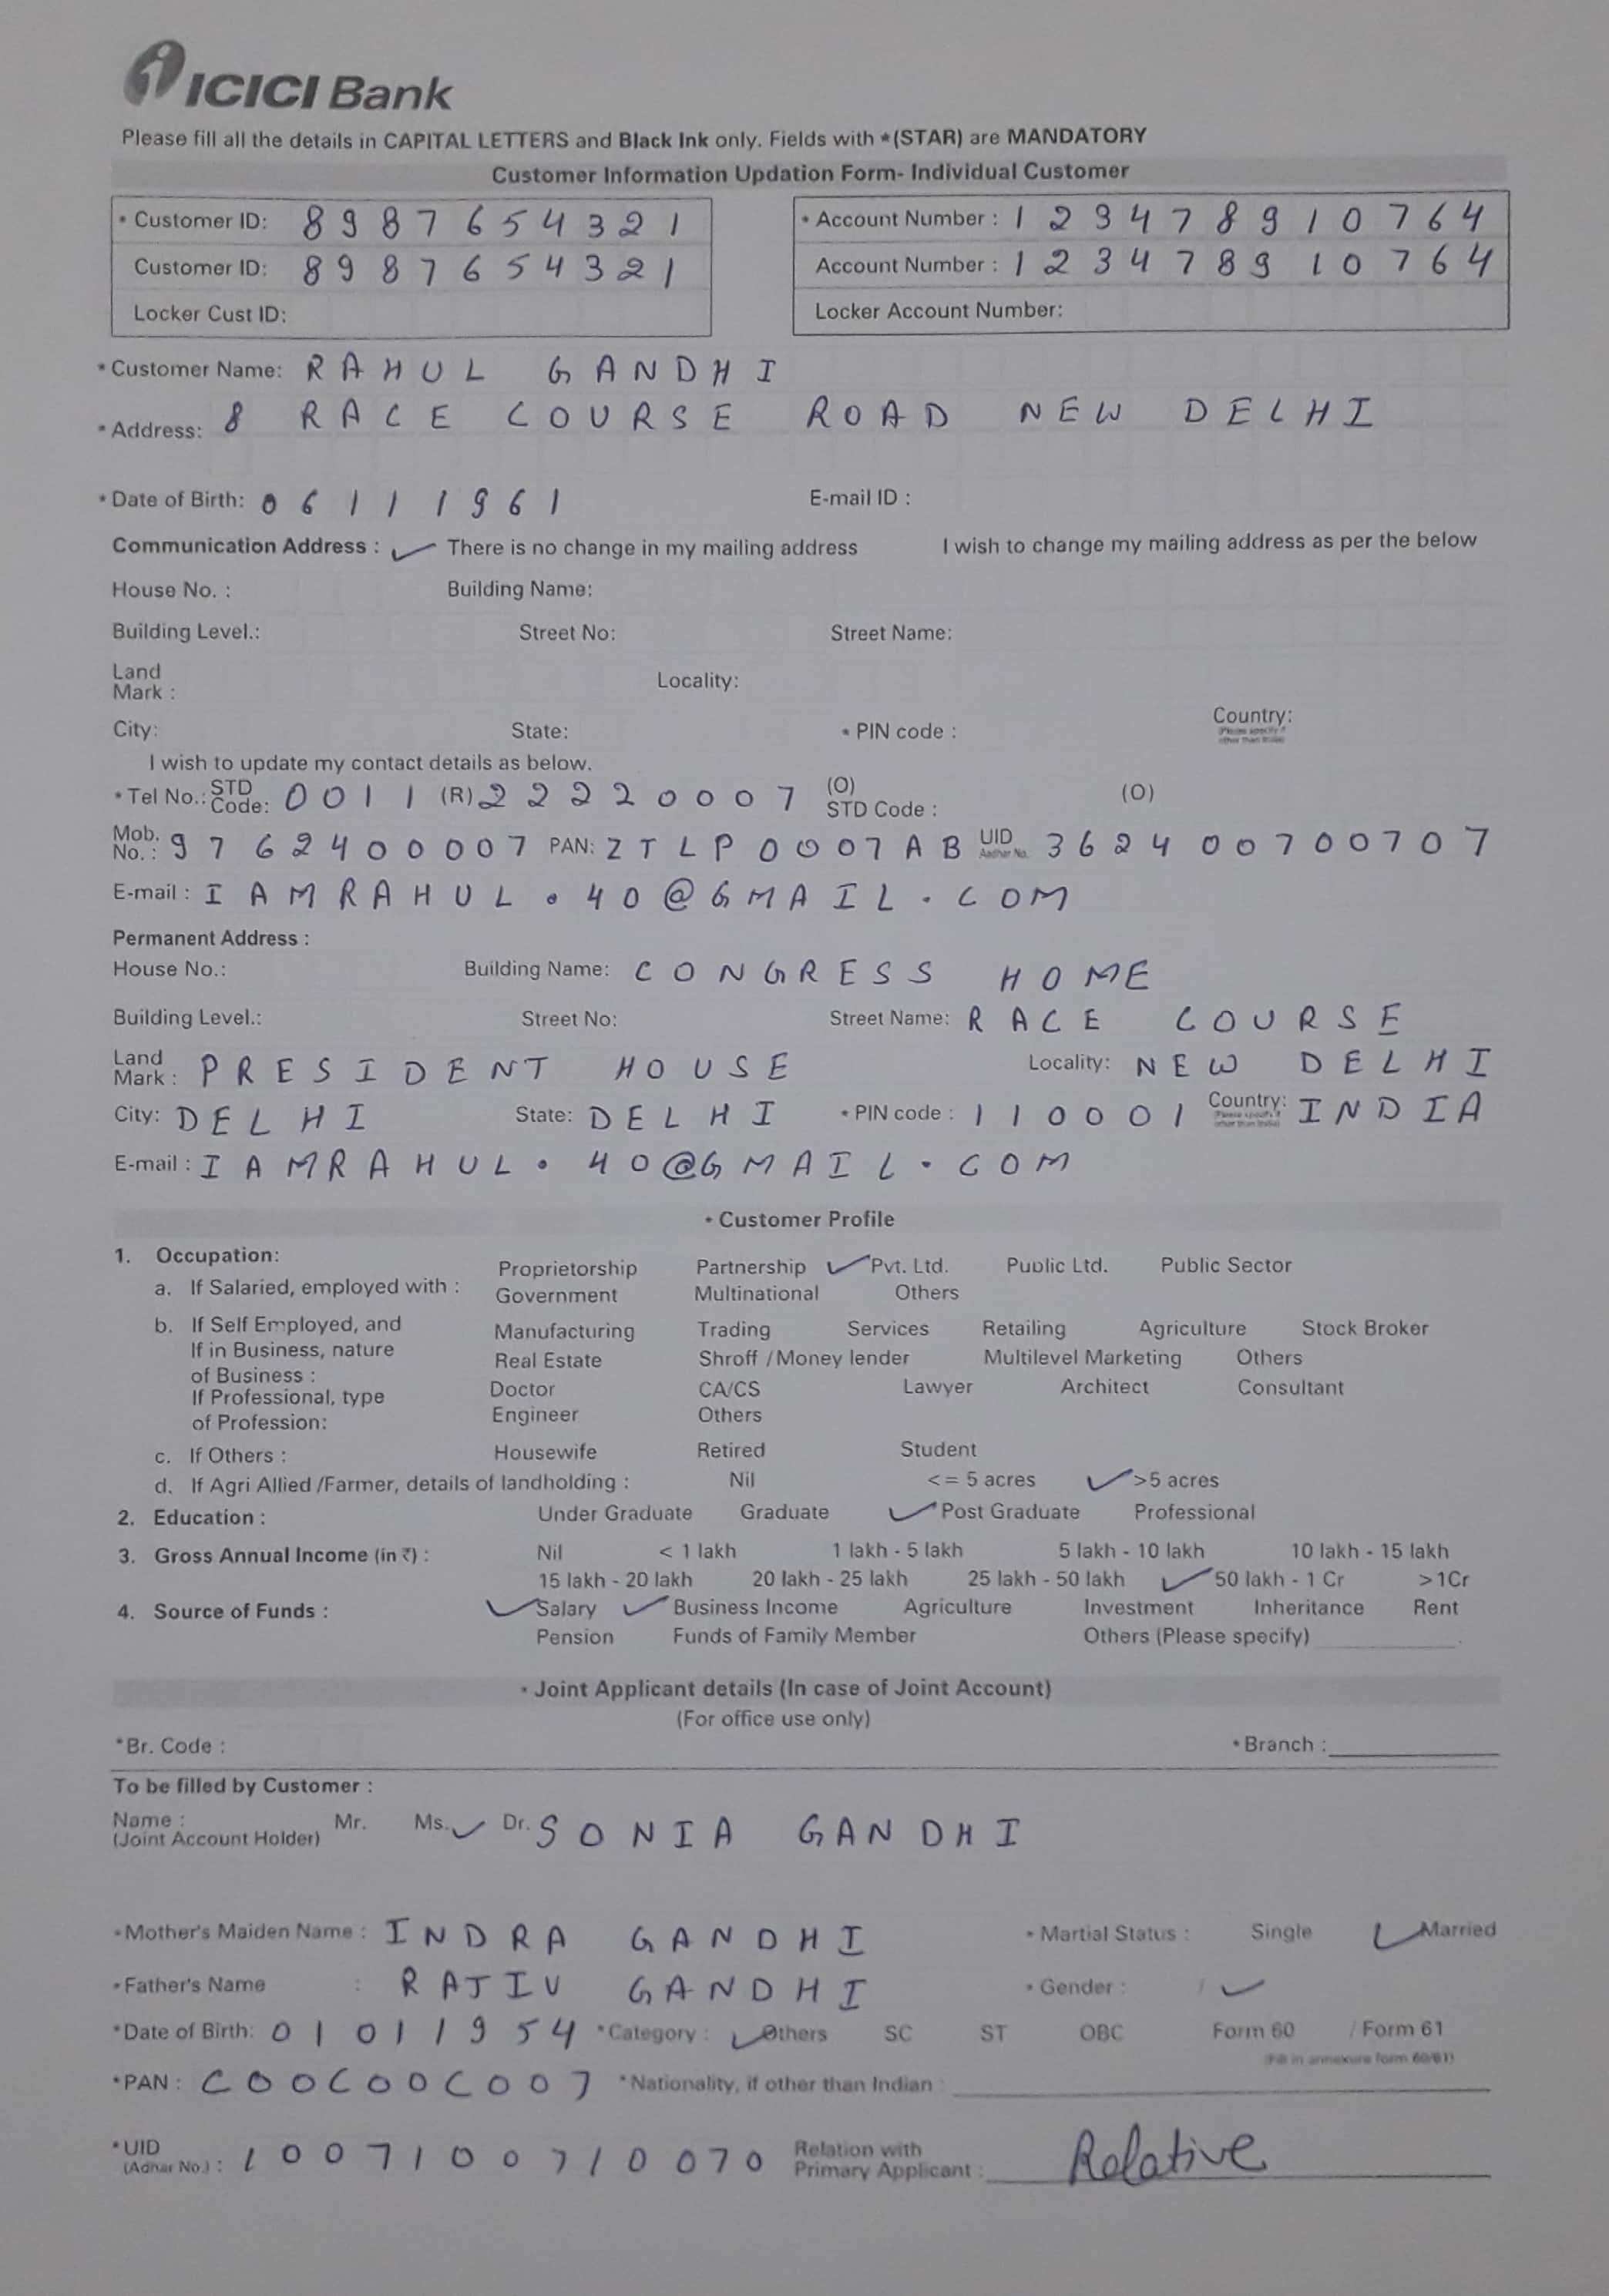 ICICI Bank
Please fill all the details in CAPITAL LETTERS and Black Ink only. Fields with *(STAR) are MANDATORY
Customer Information Updation Form- Individual Customer
* Customer ID: 8987654321 * Account Number : 123478910764
Customer ID: 8987654321 Account Number : 123478910764
Locker Cust ID: Locker Account Number:
* Customer Name: RAHUL GANDHI
* Address: 8 RACE COURSE ROAD NEW DELHI
* Date of Birth: 06111961 E-mail ID :
Communication Address : ✓ There is no change in my mailing address I wish to change my mailing address as per the below
House No. : Building Name:
Building Level.: Street No: Street Name:
Land Mark : Locality:
City: State: * PIN code : Country: (Please specify if other than India)
I wish to update my contact details as below.
* Tel No.: STD Code: 0011 (R) 22220007 (O) STD Code : (O)
Mob. No. : 9762400007 PAN: ZTLP0007AB UID Aadhar No. 362400700707
E-mail : IAMRAHUL.40@GMAIL.COM
Permanent Address :
House No.: Building Name: CONGRESS HOME
Building Level.: Street No: Street Name: RACE COURSE
Land Mark : PRESIDENT HOUSE Locality: NEW DELHI
City: DELHI State: DELHI * PIN code : 110001 Country: (Please specify if other than India) INDIA
E-mail : IAMRAHUL.40@GMAIL.COM
* Customer Profile
1. Occupation:
a. If Salaried, employed with : Proprietorship Partnership ✓ Pvt. Ltd. Public Ltd. Public Sector
Government Multinational Others
b. If Self Employed, and Manufacturing Trading Services Retailing Agriculture Stock Broker
If in Business, nature Real Estate Shroff /Money lender Multilevel Marketing Others
of Business :
If Professional, type Doctor CA/CS Lawyer Architect Consultant
of Profession: Engineer Others
c. If Others : Housewife Retired Student
d. If Agri Allied /Farmer, details of landholding : Nil <= 5 acres ✓ >5 acres
2. Education : Under Graduate Graduate ✓ Post Graduate Professional
3. Gross Annual Income (in ₹) : Nil < 1 lakh 1 lakh - 5 lakh 5 lakh - 10 lakh 10 lakh - 15 lakh
15 lakh - 20 lakh 20 lakh - 25 lakh 25 lakh - 50 lakh ✓ 50 lakh - 1 Cr >1Cr
4. Source of Funds : ✓ Salary ✓ Business Income Agriculture Investment Inheritance Rent
Pension Funds of Family Member Others (Please specify)
* Joint Applicant details (In case of Joint Account)
(For office use only)
*Br. Code : * Branch :
To be filled by Customer :
Name : (Joint Account Holder) Mr. Ms. ✓ Dr. SONIA GANDHI
*Mother's Maiden Name : INDRA GANDHI * Martial Status : Single ✓ Married
*Father's Name : RAJIV GANDHI * Gender : / ✓
*Date of Birth: 01011954 *Category : ✓ Others SC ST OBC Form 60 / Form 61
(Fill in annexure form 60/61)
*PAN : C00C00C007 *Nationality, if other than Indian :
*UID (Adhar No.) : 1007100710070 Relation with Primary Applicant : Relative